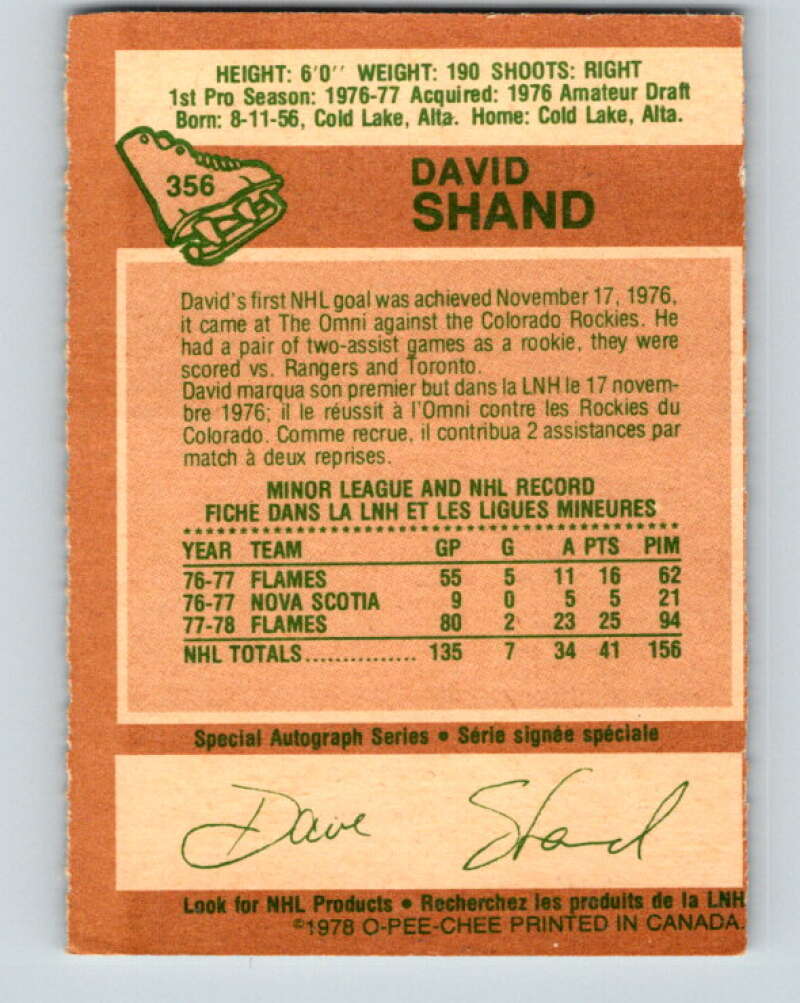 HEIGHT: 6'0'' WEIGHT: 190 SHOOTS: RIGHT
1st Pro Season: 1976-77 Acquired: 1976 Amateur Draft
Born: 8-11-56, Cold Lake, Alta. Home: Cold Lake, Alta.
356
DAVID
SHAND
David's first NHL goal was achieved November 17, 1976,
it came at The Omni against the Colorado Rockies. He
had a pair of two-assist games as a rookie, they were
scored vs. Rangers and Toronto.
David marqua son premier but dans la LNH le 17 novem-
bre 1976; il le réussit à l'Omni contre les Rockies du
Colorado. Comme recrue, il contribua 2 assistances par
match à deux reprises.
MINOR LEAGUE AND NHL RECORD
FICHE DANS LA LNH ET LES LIGUES MINEURES
YEAR TEAM GP G A PTS PIM
76-77 FLAMES 55 5 11 16 62
76-77 NOVA SCOTIA 9 0 5 5 21
77-78 FLAMES 80 2 23 25 94
NHL TOTALS............... 135 7 34 41 156
Special Autograph Series • Série signée spéciale
Dave Shand
Look for NHL Products • Recherchez les produits de la LNH
©1978 O-PEE-CHEE PRINTED IN CANADA.